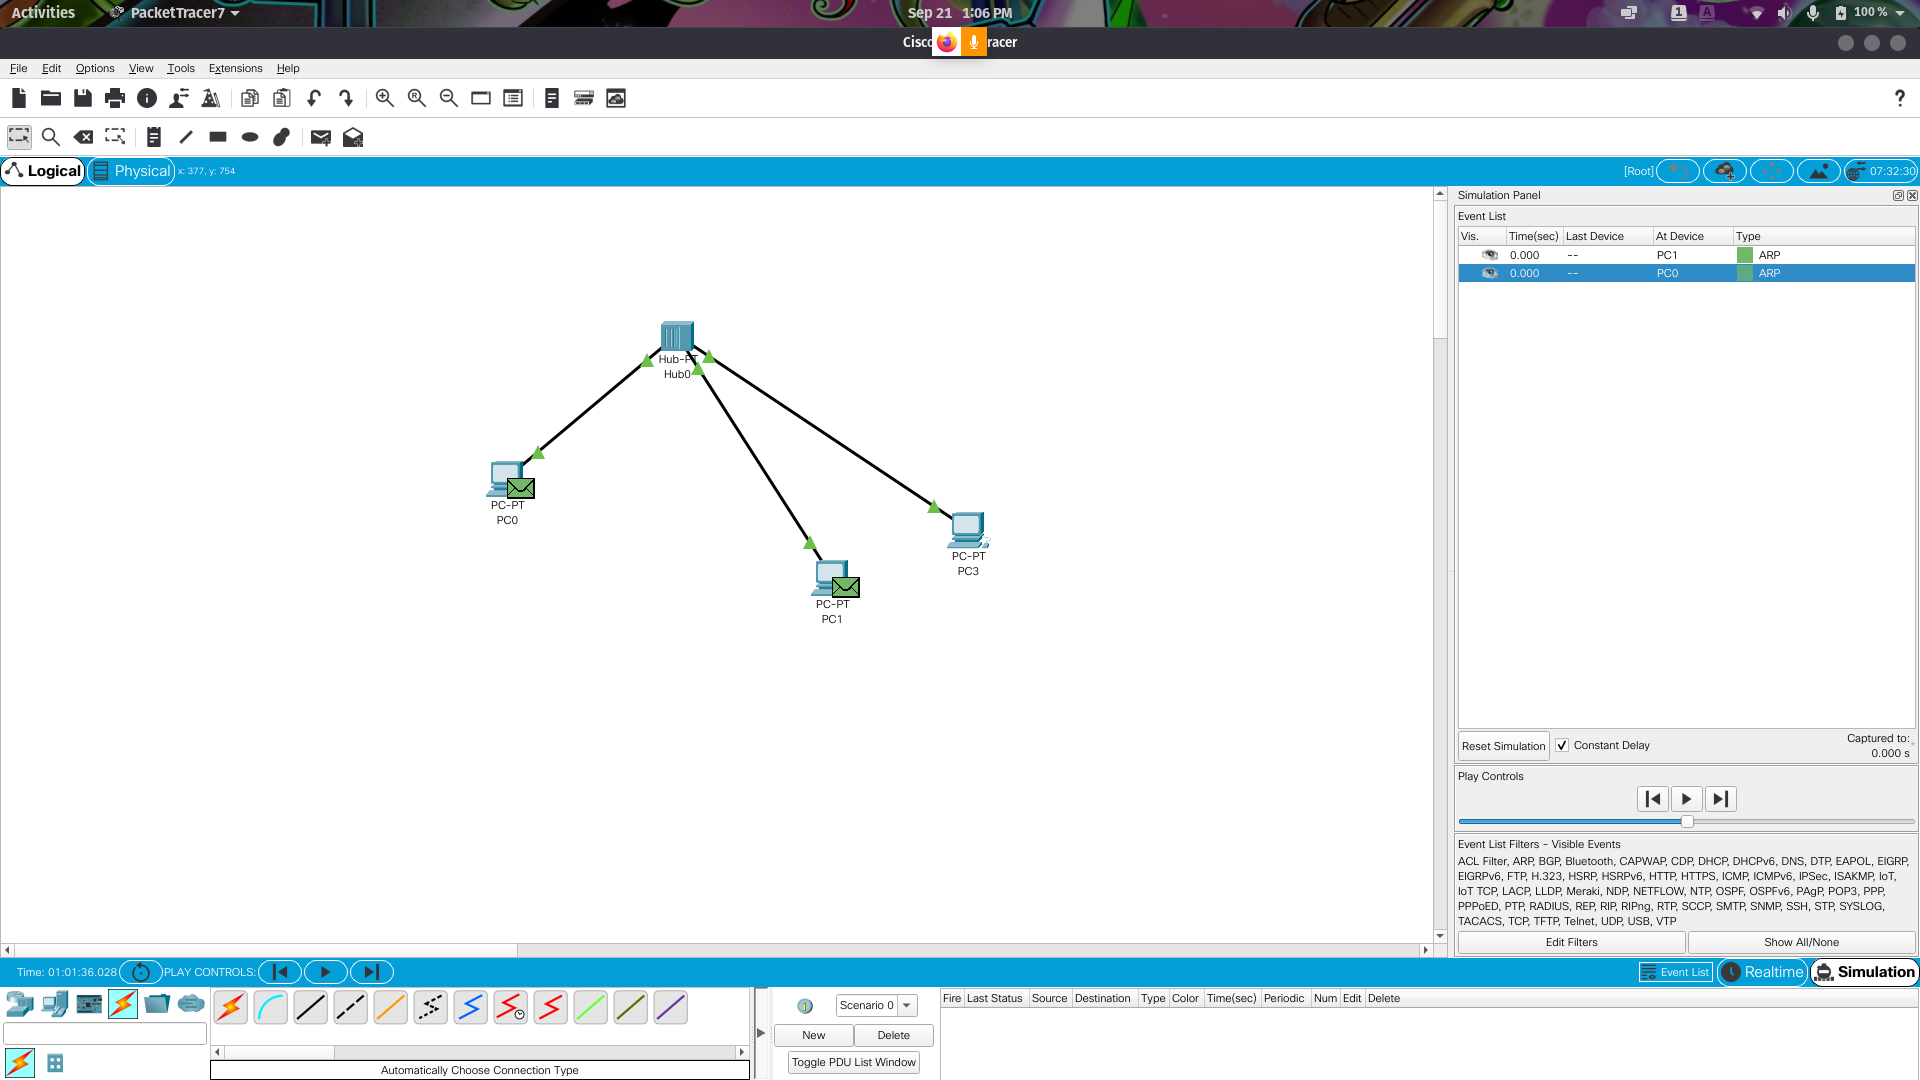 Activities PacketTracer7 Sep 21 1:06 PM 1 A 100 %
Cisco racer
File Edit Options View Tools Extensions Help
?
Logical Physical x: 377, y: 754 [Root] 07:32:30
Simulation Panel
Event List
Vis. Time(sec) Last Device At Device Type
0.000 -- PC1 ARP
0.000 -- PC0 ARP
Hub-PT
Hub0
PC-PT
PC0
PC-PT
PC3
PC-PT
PC1
Reset Simulation Constant Delay Captured to:
0.000 s
Play Controls
Event List Filters - Visible Events
ACL Filter, ARP, BGP, Bluetooth, CAPWAP, CDP, DHCP, DHCPv6, DNS, DTP, EAPOL, EIGRP,
EIGRPv6, FTP, H.323, HSRP, HSRPv6, HTTP, HTTPS, ICMP, ICMPv6, IPSec, ISAKMP, IoT,
IoT TCP, LACP, LLDP, Meraki, NDP, NETFLOW, NTP, OSPF, OSPFv6, PAgP, POP3, PPP,
PPPoED, PTP, RADIUS, REP, RIP, RIPng, RTP, SCCP, SMTP, SNMP, SSH, STP, SYSLOG,
TACACS, TCP, TFTP, Telnet, UDP, USB, VTP
Edit Filters Show All/None
Time: 01:01:36.028 PLAY CONTROLS: Event List Realtime Simulation
Scenario 0
New Delete
Toggle PDU List Window
Fire Last Status Source Destination Type Color Time(sec) Periodic Num Edit Delete
Automatically Choose Connection Type